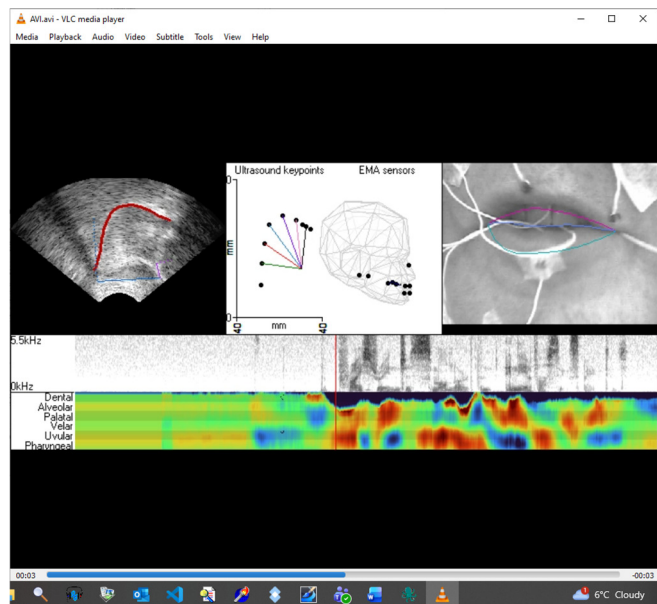 AVI.avi - VLC media player
Media Playback Audio Video Subtitle Tools View Help
Ultrasound keypoints EMA sensors
mm
40 mm 40
5.5kHz
0kHz
Dental
Alveolar
Palatal
Velar
Uvular
Pharyngeal
00:03 -00:03
6°C Cloudy